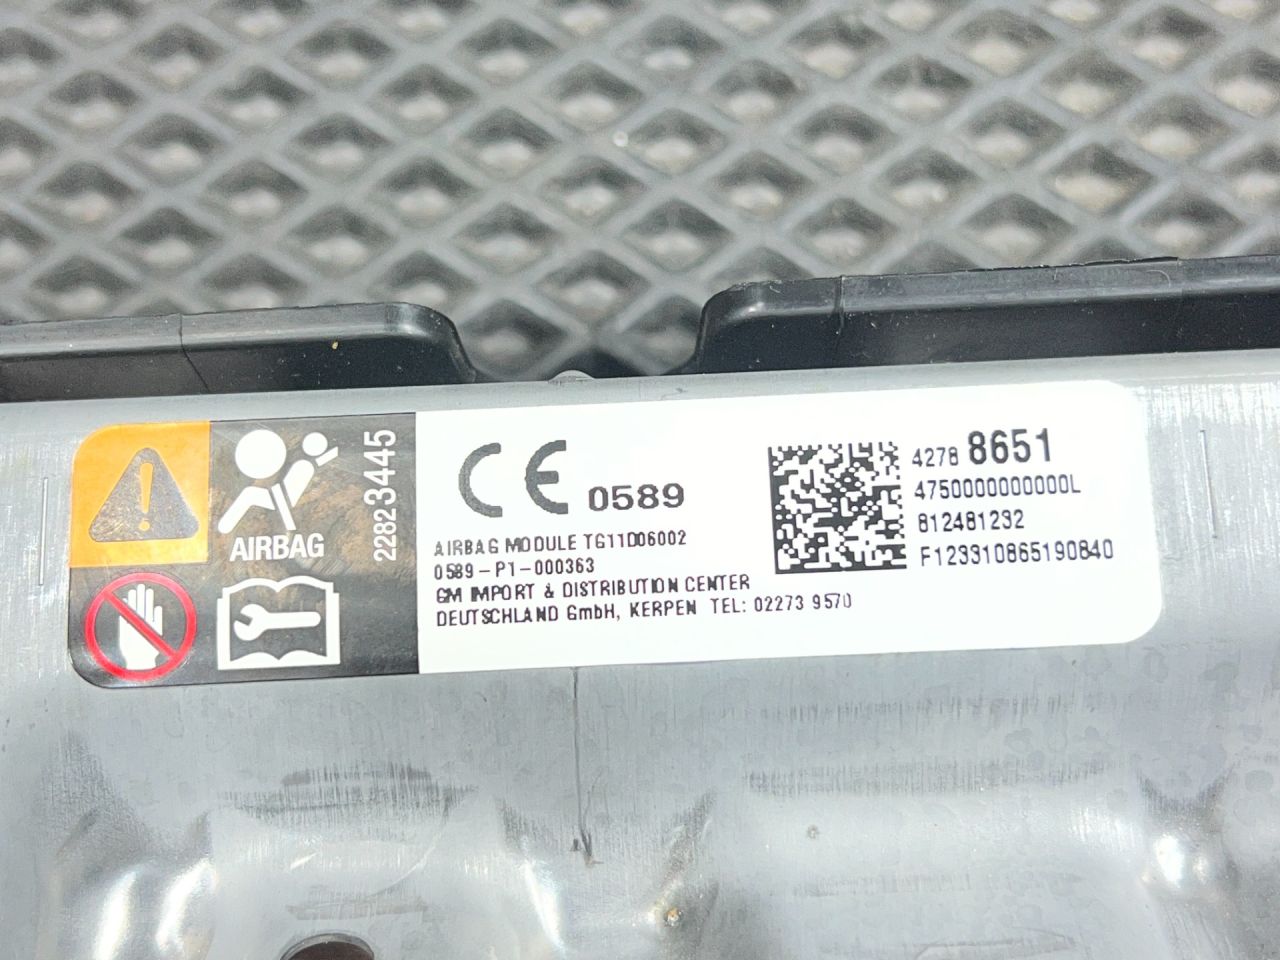 AIRBAG
2282 3445
CE 0589
AIRBAG MODULE TG11D06002
0589-P1-000363
GM IMPORT & DISTRIBUTION CENTER
DEUTSCHLAND GmbH, KERPEN TEL: 02273 9570
4278 8651
4750000000000L
812481232
F123310865190840